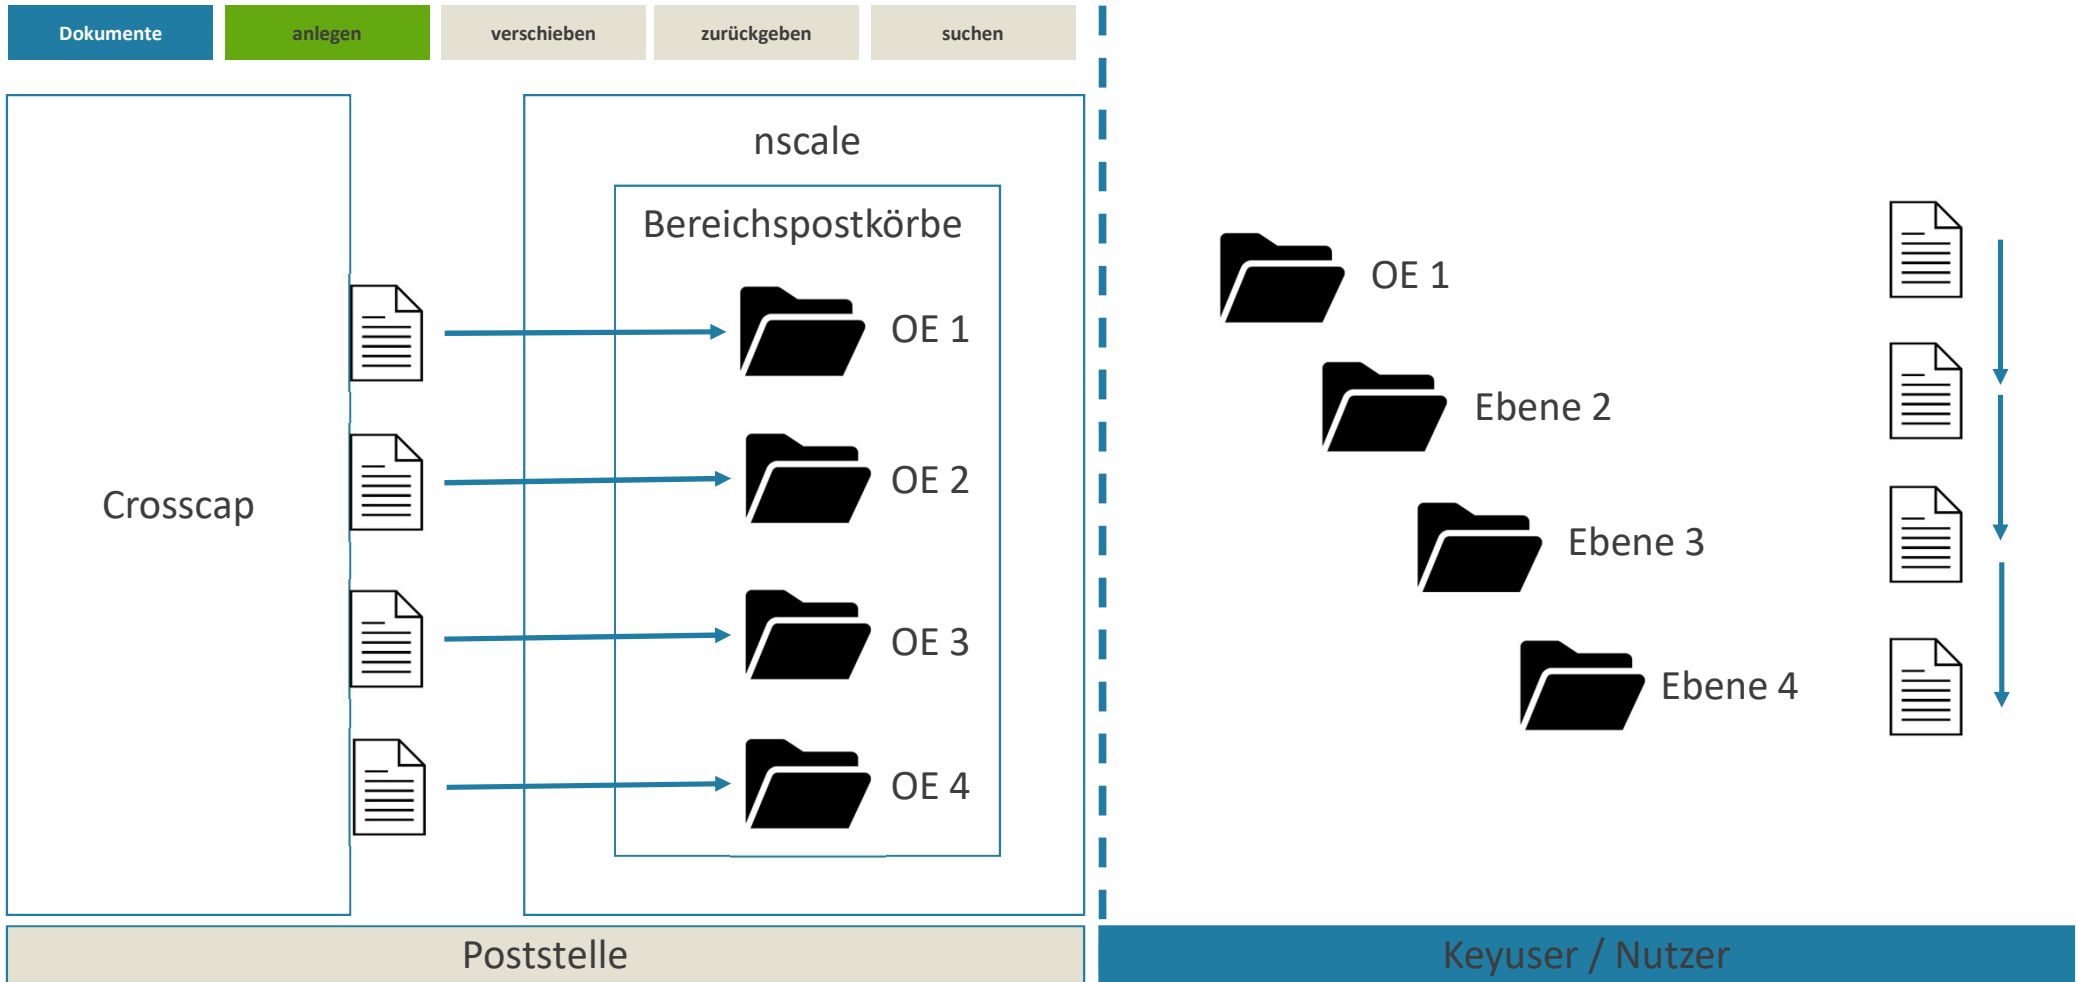 Dokumente
anlegen
verschieben
zurückgeben
suchen
nscale
Bereichspostkörbe
Crosscap
OE 1
OE 2
OE 3
OE 4
Poststelle
OE 1
Ebene 2
Ebene 3
Ebene 4
Keyuser / Nutzer